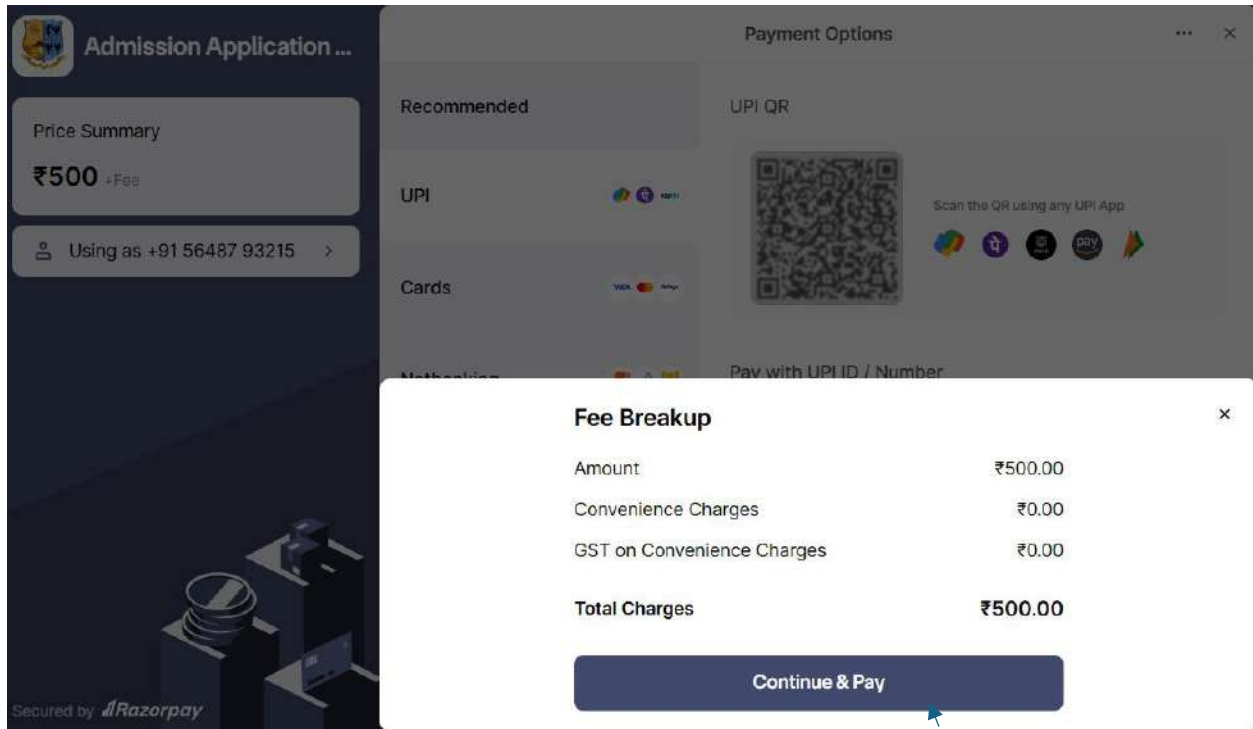 Admission Application ...
Price Summary
₹500 +Fee
Using as +91 56487 93215
Secured by Razorpay
Payment Options
Recommended
UPI
Cards
Netbanking
UPI QR
Scan the QR using any UPI App
Pay with UPI ID / Number
Fee Breakup
Amount ₹500.00
Convenience Charges ₹0.00
GST on Convenience Charges ₹0.00
Total Charges ₹500.00
Continue & Pay